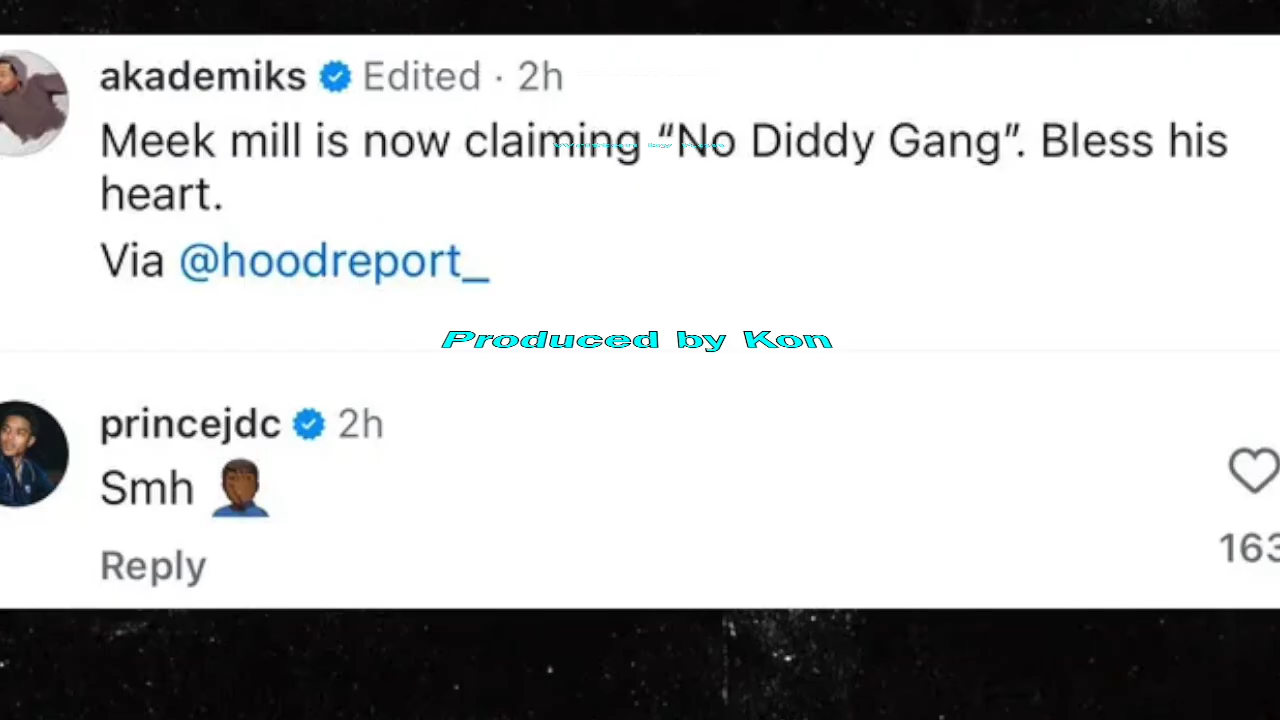 akademiks Edited · 2h
Meek mill is now claiming “No Diddy Gang”. Bless his
heart.
Via @hoodreport_
Produced by Kon
princejdc 2h
Smh
Reply
163